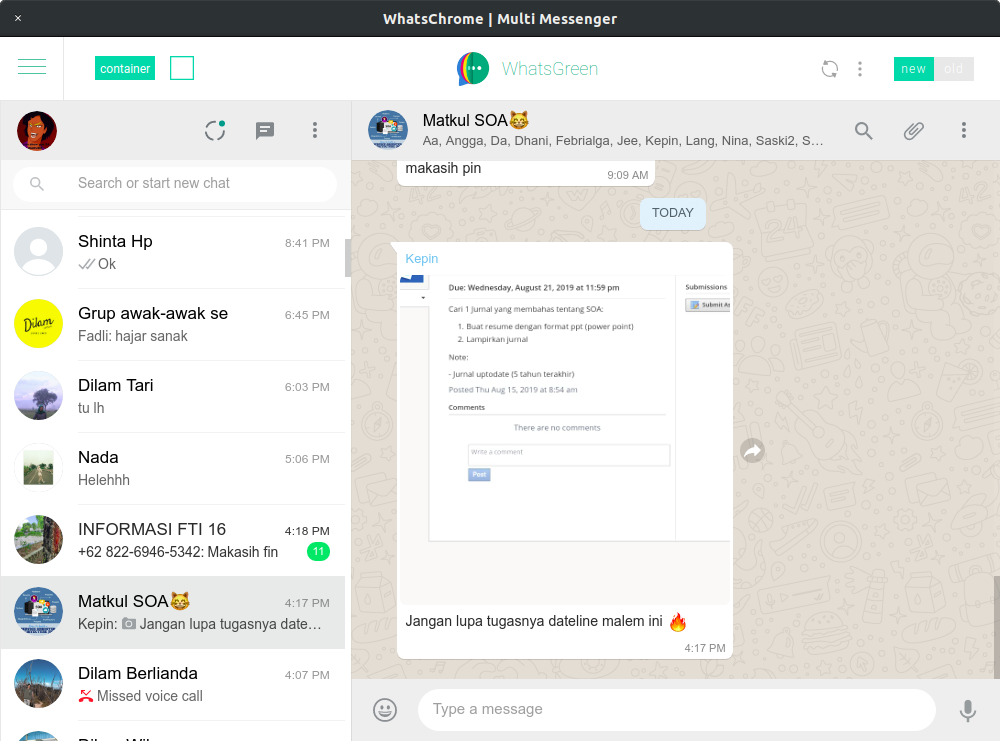 WhatsChrome | Multi Messenger
container
WhatsGreen
new old
Matkul SOA😸
Aa, Angga, Da, Dhani, Febrialga, Jee, Kepin, Lang, Nina, Saski2, S…
Search or start new chat
Shinta Hp 8:41 PM
Ok
Grup awak-awak se 6:45 PM
Fadli: hajar sanak
Dilam
Dilam Tari 6:03 PM
tu lh
Nada 5:06 PM
Helehhh
INFORMASI FTI 16 4:18 PM
+62 822-6946-5342: Makasih fin 11
Matkul SOA😸 4:17 PM
Kepin: Jangan lupa tugasnya date…
Dilam Berlianda 4:07 PM
Missed voice call
makasih pin
9:09 AM
TODAY
Kepin
Due: Wednesday, August 21, 2019 at 11:59 pm
Submissions
Cari 1 Jurnal yang membahas tentang SOA:
Submit As
1. Buat resume dengan format ppt (power point)
2. Lampirkan jurnal
Note:
- Jurnal uptodate (5 tahun terakhir)
Posted Thu Aug 15, 2019 at 8:54 am
Comments
There are no comments
Write a comment
Post
Jangan lupa tugasnya dateline malem ini 🔥
4:17 PM
Type a message